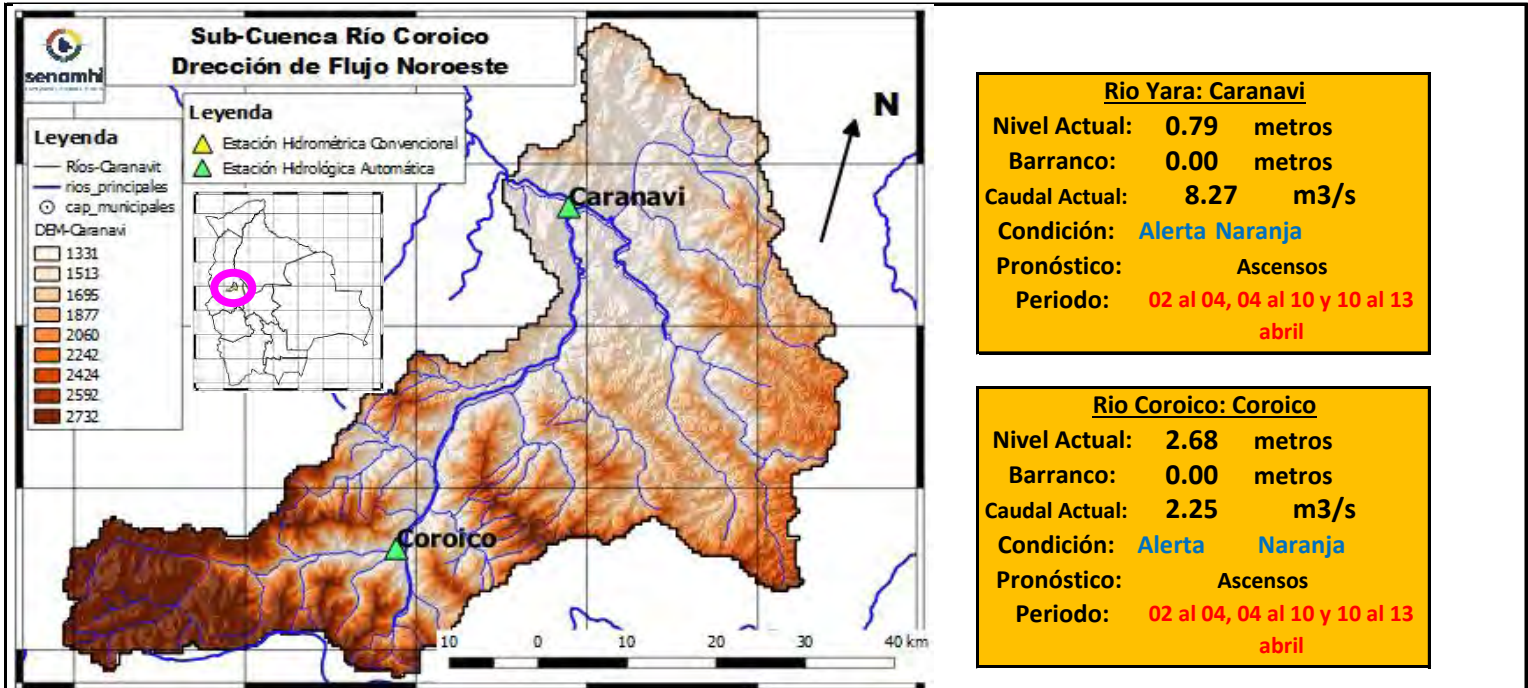 Sub-Cuenca Río Coroico
Drección de Flujo Noroeste
senamhi
Leyenda
Estación Hidrométrica Convencional
Estación Hidrológica Automática
Leyenda
Ríos-Caranavit
rios_principales
cap_municipales
DEM-Caranavi
1331
1513
1695
1877
2060
2242
2424
2592
2732
N
Caranavi
Coroico
10 0 10 20 30 40 km
Rio Yara: Caranavi
Nivel Actual: 0.79 metros
Barranco: 0.00 metros
Caudal Actual: 8.27 m3/s
Condición: Alerta Naranja
Pronóstico: Ascensos
Periodo: 02 al 04, 04 al 10 y 10 al 13
abril
Rio Coroico: Coroico
Nivel Actual: 2.68 metros
Barranco: 0.00 metros
Caudal Actual: 2.25 m3/s
Condición: Alerta Naranja
Pronóstico: Ascensos
Periodo: 02 al 04, 04 al 10 y 10 al 13
abril